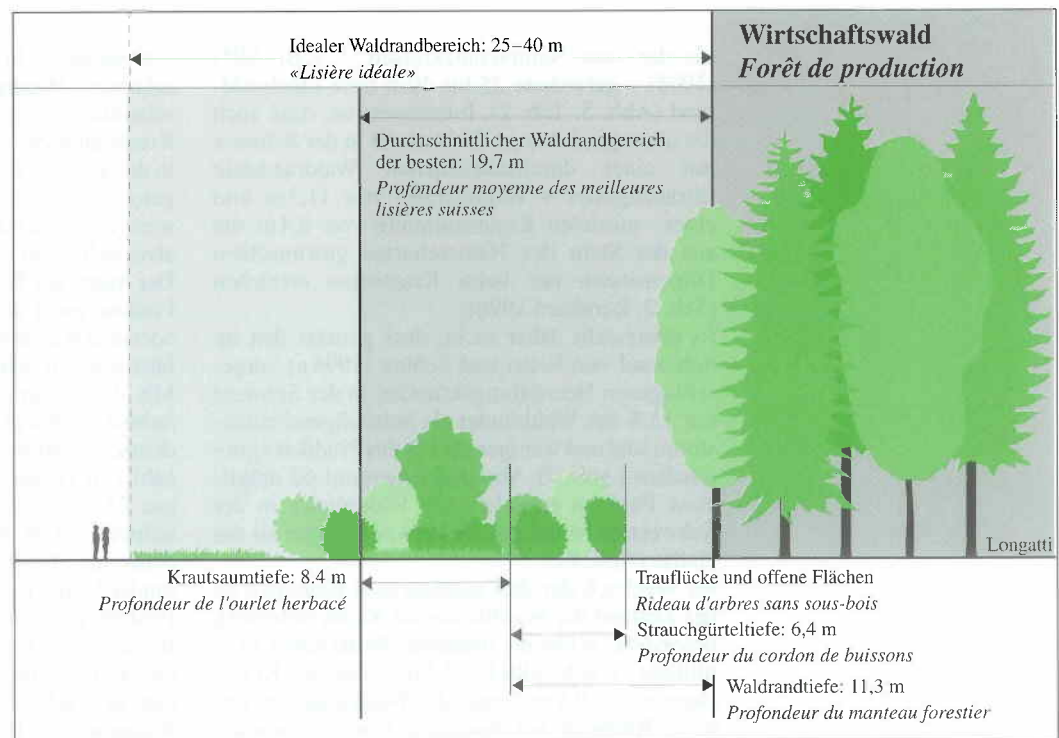 Idealer Waldrandbereich: 25–40 m
«Lisière idéale»
Wirtschaftswald
Forêt de production
Durchschnittlicher Waldrandbereich
der besten: 19,7 m
Profondeur moyenne des meilleures
lisières suisses
Longatti
Krautsaumtiefe: 8.4 m
Profondeur de l'ourlet herbacé
Trauflücke und offene Flächen
Rideau d'arbres sans sous-bois
Strauchgürteltiefe: 6,4 m
Profondeur du cordon de buissons
Waldrandtiefe: 11,3 m
Profondeur du manteau forestier